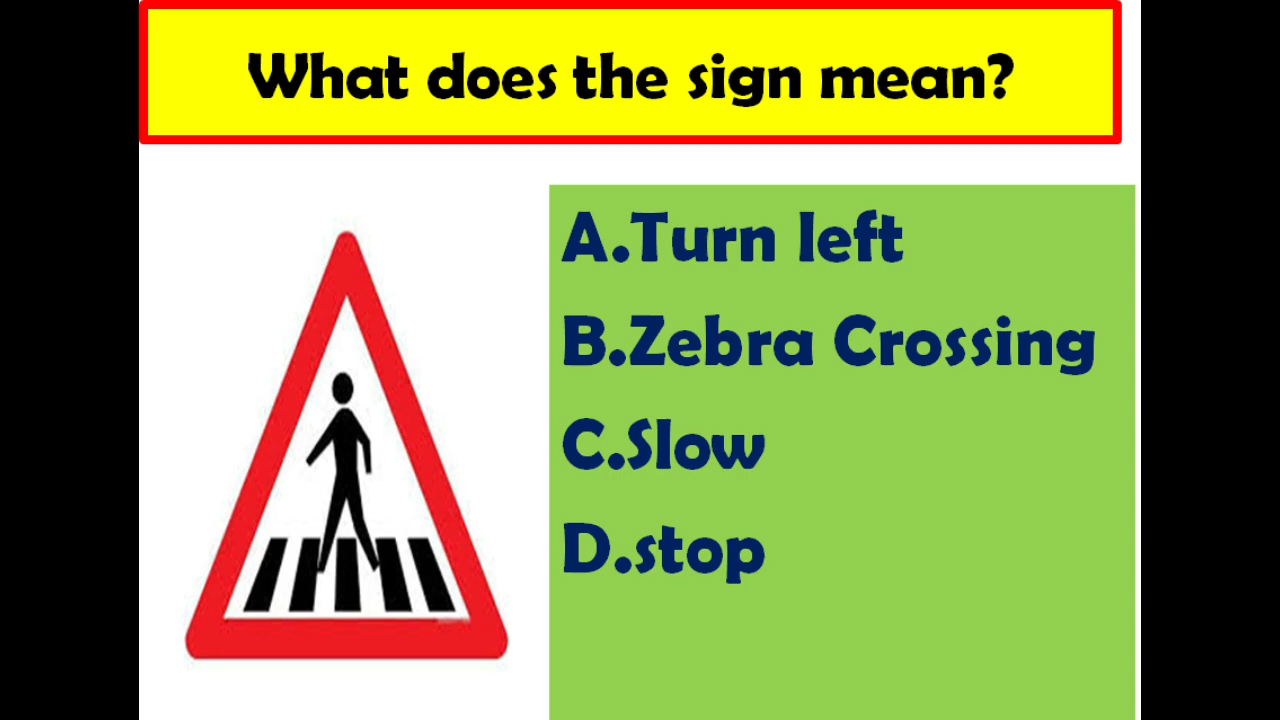 What does the sign mean?
A.Turn left
B.Zebra Crossing
C.Slow
D.stop